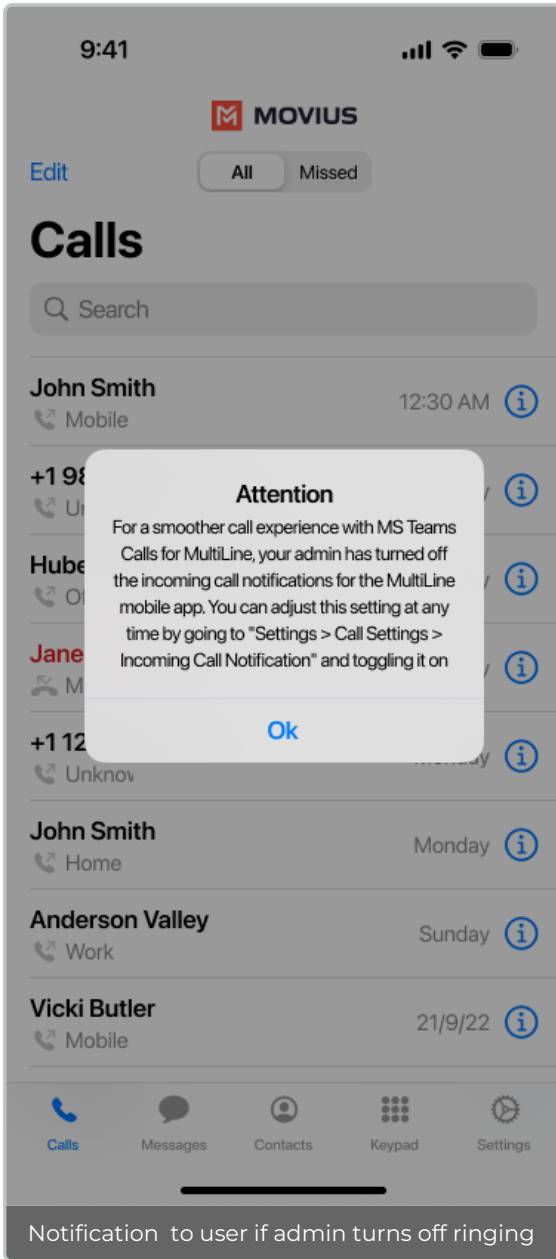 9:41
MOVIUS
Edit
All Missed
Calls
Search
John Smith
12:30 AM
Mobile
+1 98
Hube
Jane
+1 12
Attention
For a smoother call experience with MS Teams
Calls for MultiLine, your admin has turned off
the incoming call notifications for the MultiLine
mobile app. You can adjust this setting at any
time by going to "Settings > Call Settings >
Incoming Call Notification" and toggling it on
Ok
John Smith
Monday
Home
Anderson Valley
Sunday
Work
Vicki Butler
21/9/22
Mobile
Calls Messages Contacts Keypad Settings
Notification to user if admin turns off ringing